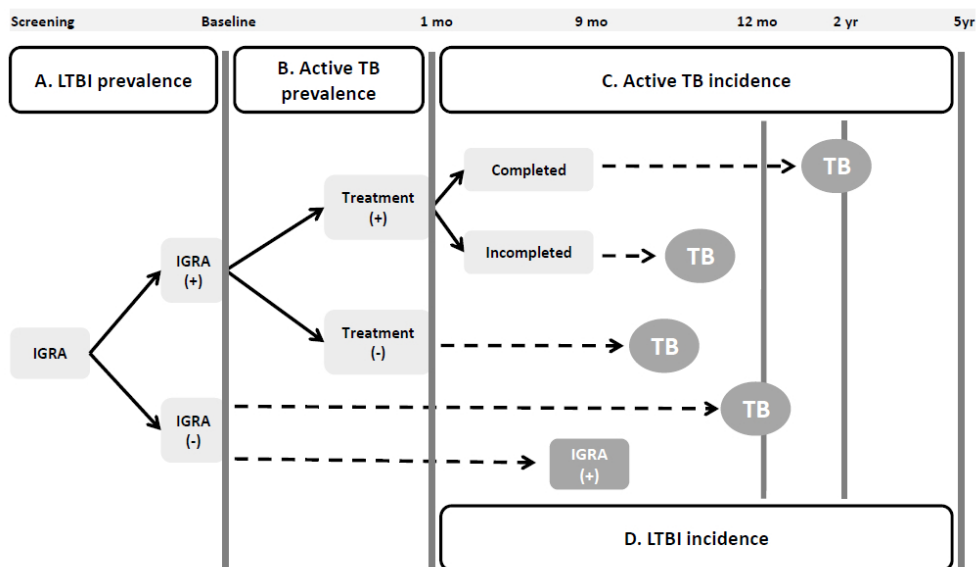 Screening Baseline 1 mo 9 mo 12 mo 2 yr 5yr
A. LTBI prevalence
B. Active TB
prevalence
C. Active TB incidence
Completed
TB
Treatment
(+)
Incompleted
TB
IGRA
(+)
IGRA
Treatment
(-)
TB
IGRA
(-)
TB
IGRA
(+)
D. LTBI incidence